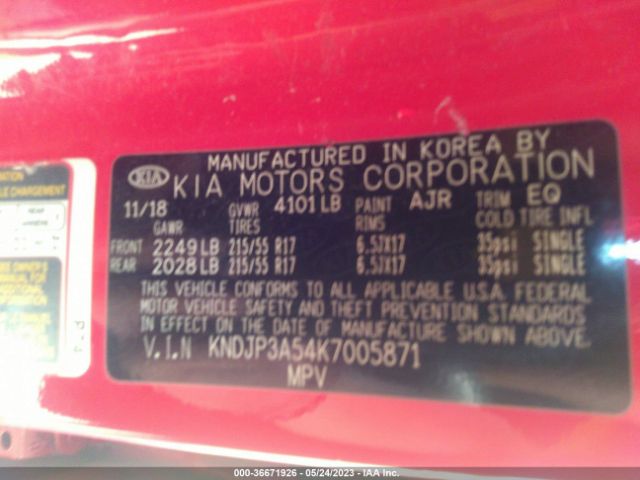 MANUFACTURED IN KOREA BY
KIA KIA MOTORS CORPORATION
11/18 GVWR 4101 LB PAINT AJR TRIM EQ
GAWR TIRES RIMS COLD TIRE INFL
FRONT 2249 LB 215/55 R17 6.5JX17 35psi SINGLE
REAR 2028 LB 215/55 R17 6.5JX17 35psi SINGLE
THIS VEHICLE CONFORMS TO ALL APPLICABLE U.S.A. FEDERAL
MOTOR VEHICLE SAFETY AND THEFT PREVENTION STANDARDS
IN EFFECT ON THE DATE OF MANUFACTURE SHOWN ABOVE.
V.I.N KNDJP3A54K7005871
MPV
000-36671926 - 05/24/2023 - IAA Inc.